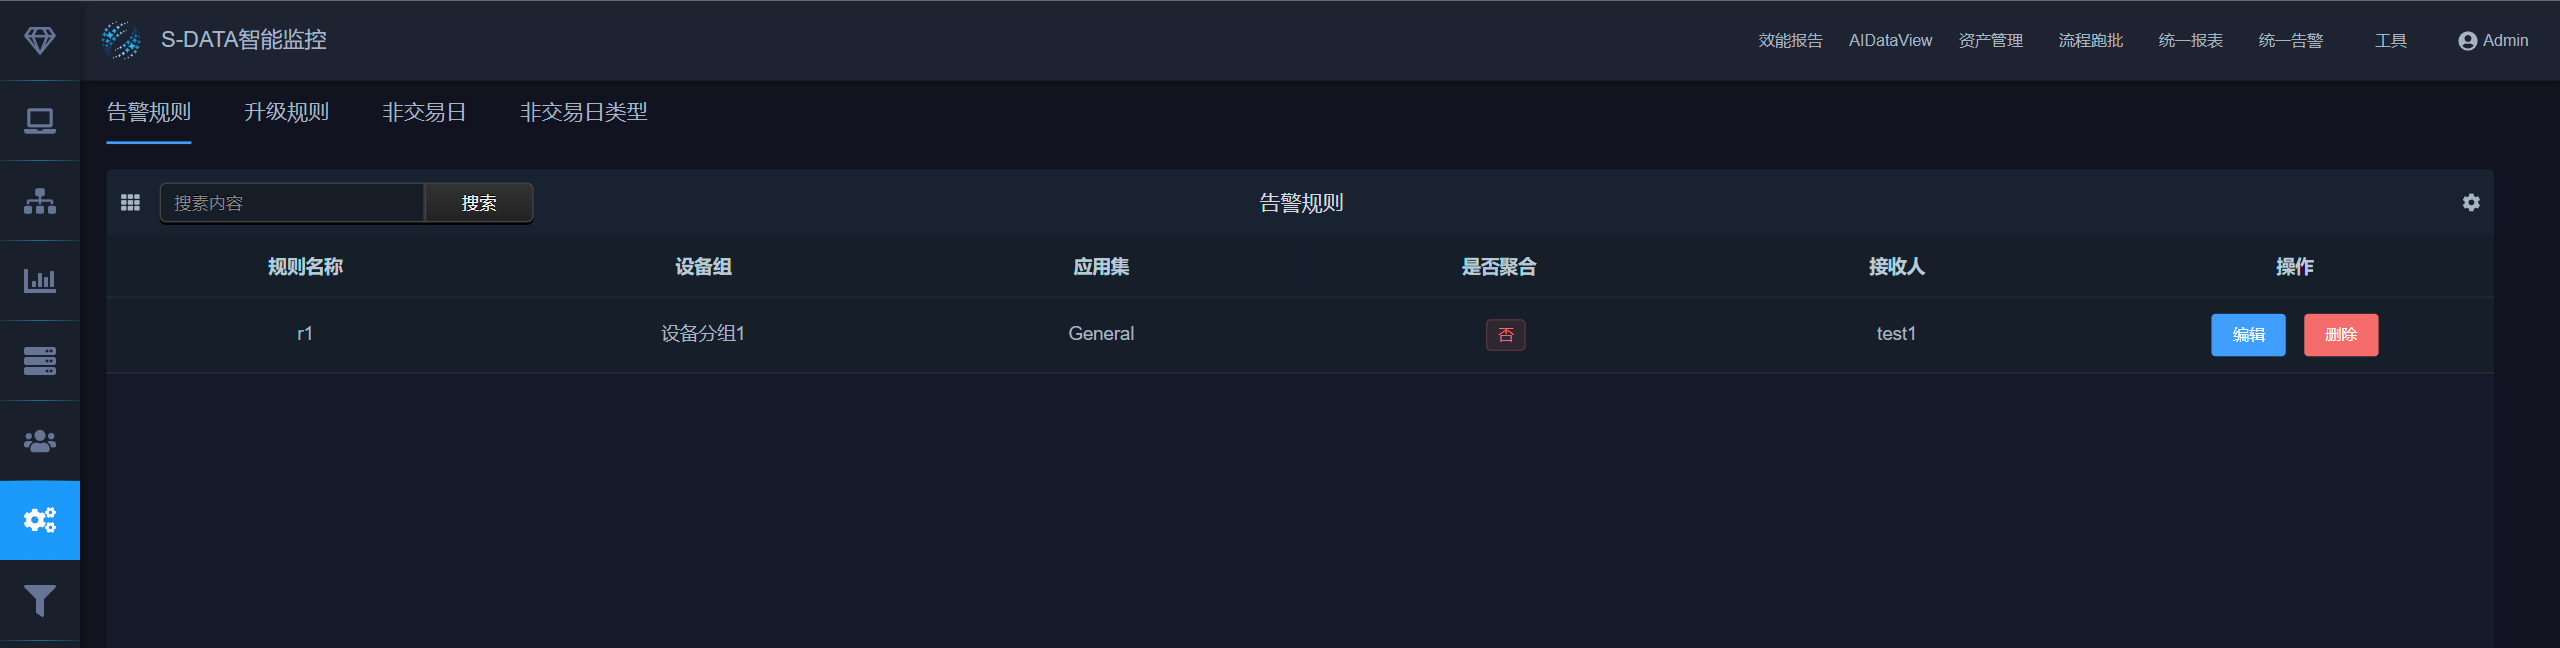 S-DATA智能监控
效能报告 AIDataView 资产管理 流程跑批 统一报表 统一告警 工具 Admin
告警规则 升级规则 非交易日 非交易日类型
搜素内容 搜索 告警规则
规则名称 设备组 应用集 是否聚合 接收人 操作
r1 设备分组1 General 否 test1 编辑 删除